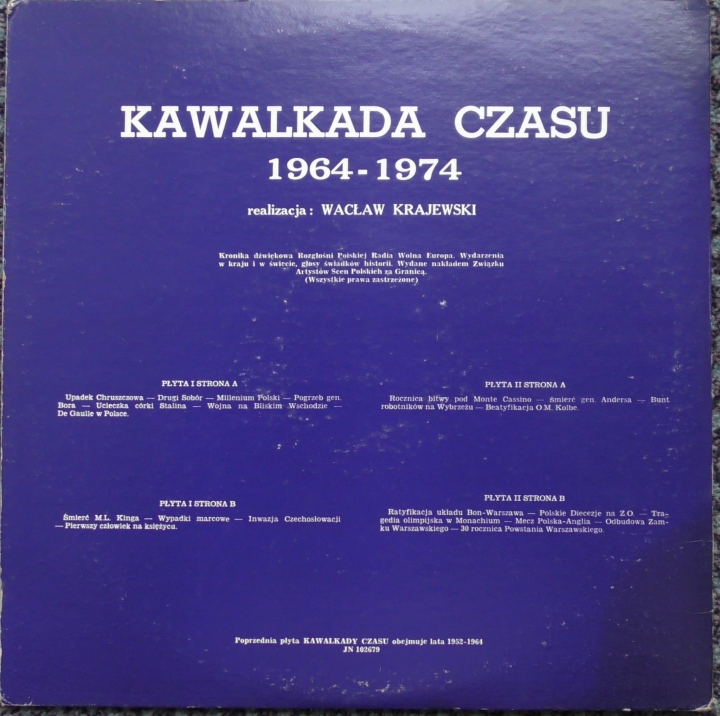 KAWALKADA CZASU
1964-1974
realizacja: WACŁAW KRAJEWSKI
Kronika dźwiękowa Rozgłośni Polskiej Radia Wolna Europa. Wydarzenia
w kraju i w świecie, głosy świadków historii. Wydane nakładem Związku
Artystów Scen Polskich za Granicą.
(Wszystkie prawa zastrzeżone)
PŁYTA I STRONA A
Upadek Chruszczowa — Drugi Sobór — Millenium Polski — Pogrzeb gen.
Bora — Ucieczka córki Stalina — Wojna na Bliskim Wschodzie —
De Gaulle w Polsce.
PŁYTA II STRONA A
Rocznica bitwy pod Monte Cassino — śmierć gen. Andersa — Bunt
robotników na Wybrzeżu — Beatyfikacja O.M. Kolbe.
PŁYTA I STRONA B
Śmierć M.L. Kinga — Wypadki marcowe — Inwazja Czechosłowacji
— Pierwszy człowiek na księżycu.
PŁYTA II STRONA B
Ratyfikacja układu Bon-Warszawa — Polskie Diecezje na Z.O. — Tra-
gedia olimpijska w Monachium — Mecz Polska-Anglia — Odbudowa Zam-
ku Warszawskiego — 30 rocznica Powstania Warszawskiego.
Poprzednia płyta KAWALKADY CZASU obejmuje lata 1952-1964
JN 102679